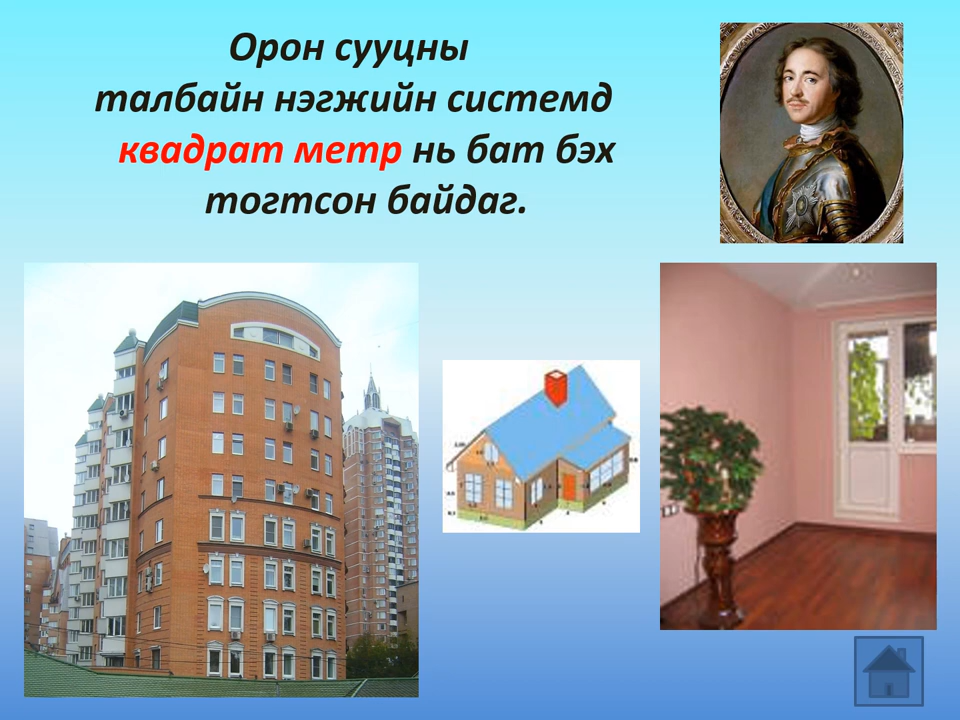 Орон сууцны
талбайн нэгжийн системд
квадрат метр нь бат бэх
тогтсон байдаг.